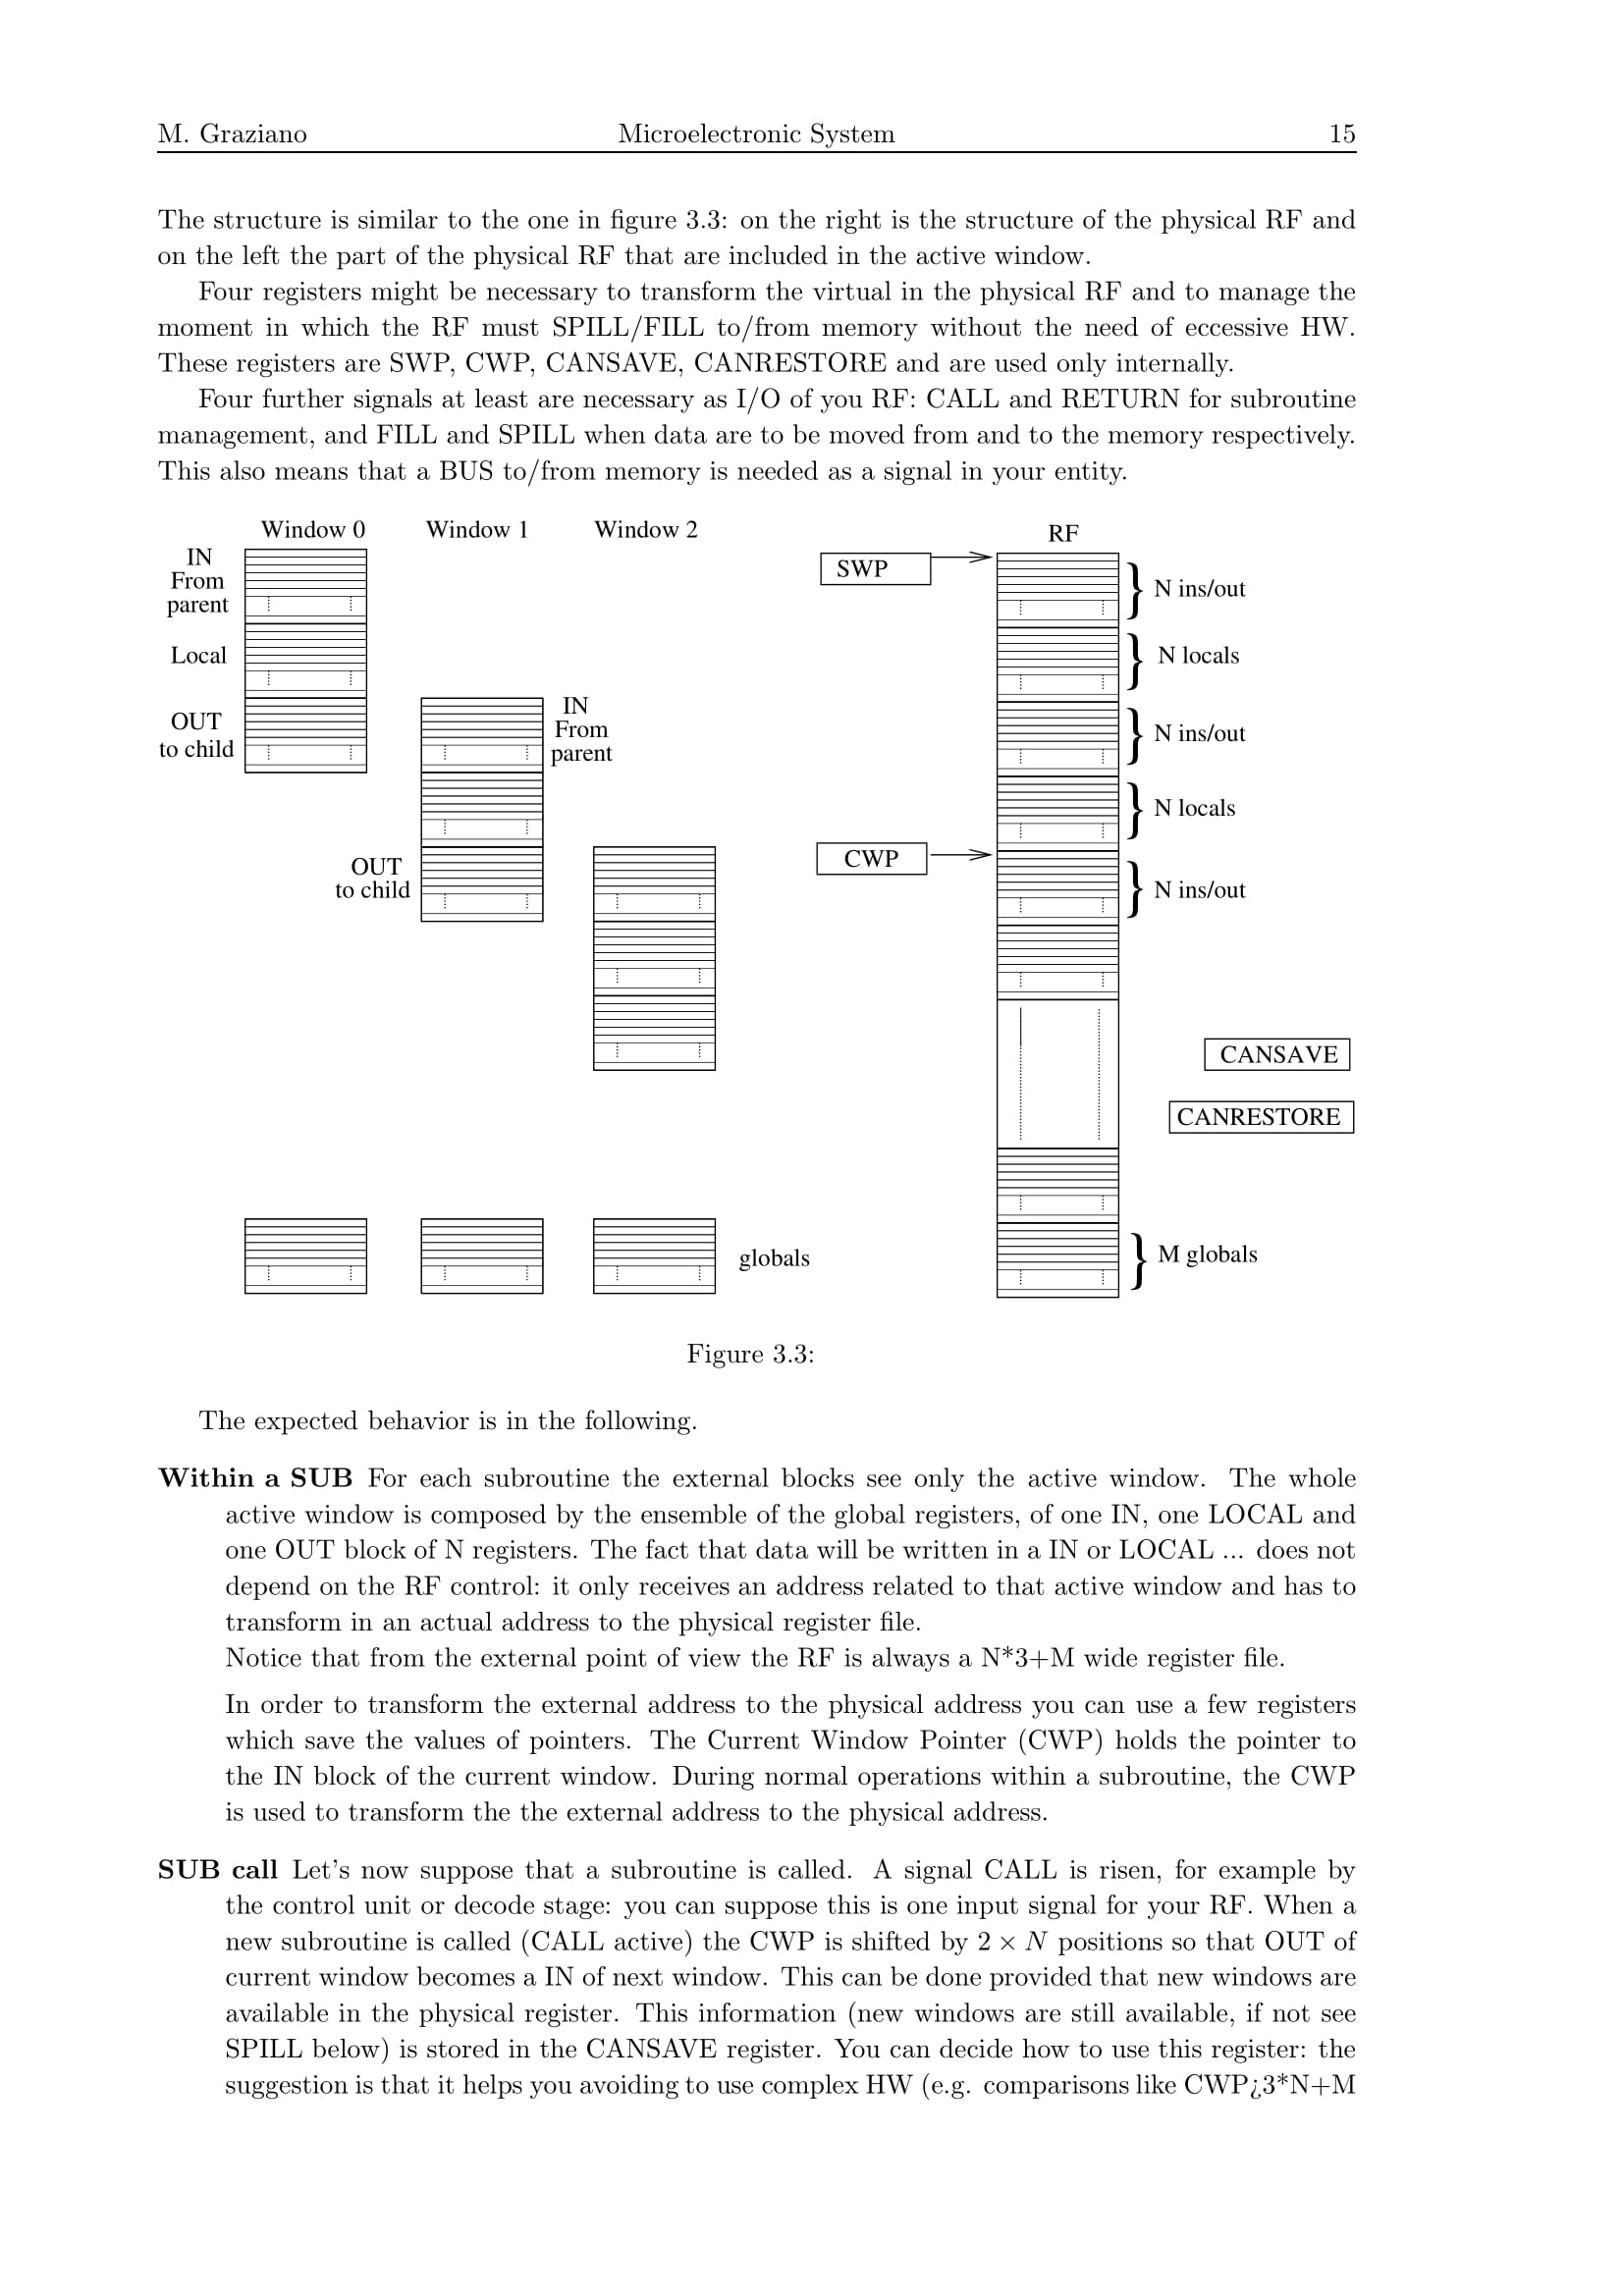 M. Graziano Microelectronic System 15
The structure is similar to the one in figure 3.3: on the right is the structure of the physical RF and
on the left the part of the physical RF that are included in the active window.
Four registers might be necessary to transform the virtual in the physical RF and to manage the
moment in which the RF must SPILL/FILL to/from memory without the need of eccessive HW.
These registers are SWP, CWP, CANSAVE, CANRESTORE and are used only internally.
Four further signals at least are necessary as I/O of you RF: CALL and RETURN for subroutine
management, and FILL and SPILL when data are to be moved from and to the memory respectively.
This also means that a BUS to/from memory is needed as a signal in your entity.
Window 0 Window 1 Window 2
RF
IN
From
parent
Local
OUT
to child
IN
From
parent
OUT
to child
globals
SWP
CWP
N ins/out
N locals
N ins/out
N locals
N ins/out
CANSAVE
CANRESTORE
M globals
Figure 3.3:
The expected behavior is in the following.
Within a SUB For each subroutine the external blocks see only the active window. The whole
active window is composed by the ensemble of the global registers, of one IN, one LOCAL and
one OUT block of N registers. The fact that data will be written in a IN or LOCAL ... does not
depend on the RF control: it only receives an address related to that active window and has to
transform in an actual address to the physical register file.
Notice that from the external point of view the RF is always a N*3+M wide register file.
In order to transform the external address to the physical address you can use a few registers
which save the values of pointers. The Current Window Pointer (CWP) holds the pointer to
the IN block of the current window. During normal operations within a subroutine, the CWP
is used to transform the the external address to the physical address.
SUB call Let's now suppose that a subroutine is called. A signal CALL is risen, for example by
the control unit or decode stage: you can suppose this is one input signal for your RF. When a
new subroutine is called (CALL active) the CWP is shifted by 2 × N positions so that OUT of
current window becomes a IN of next window. This can be done provided that new windows are
available in the physical register. This information (new windows are still available, if not see
SPILL below) is stored in the CANSAVE register. You can decide how to use this register: the
suggestion is that it helps you avoiding to use complex HW (e.g. comparisons like CWP¿3*N+M